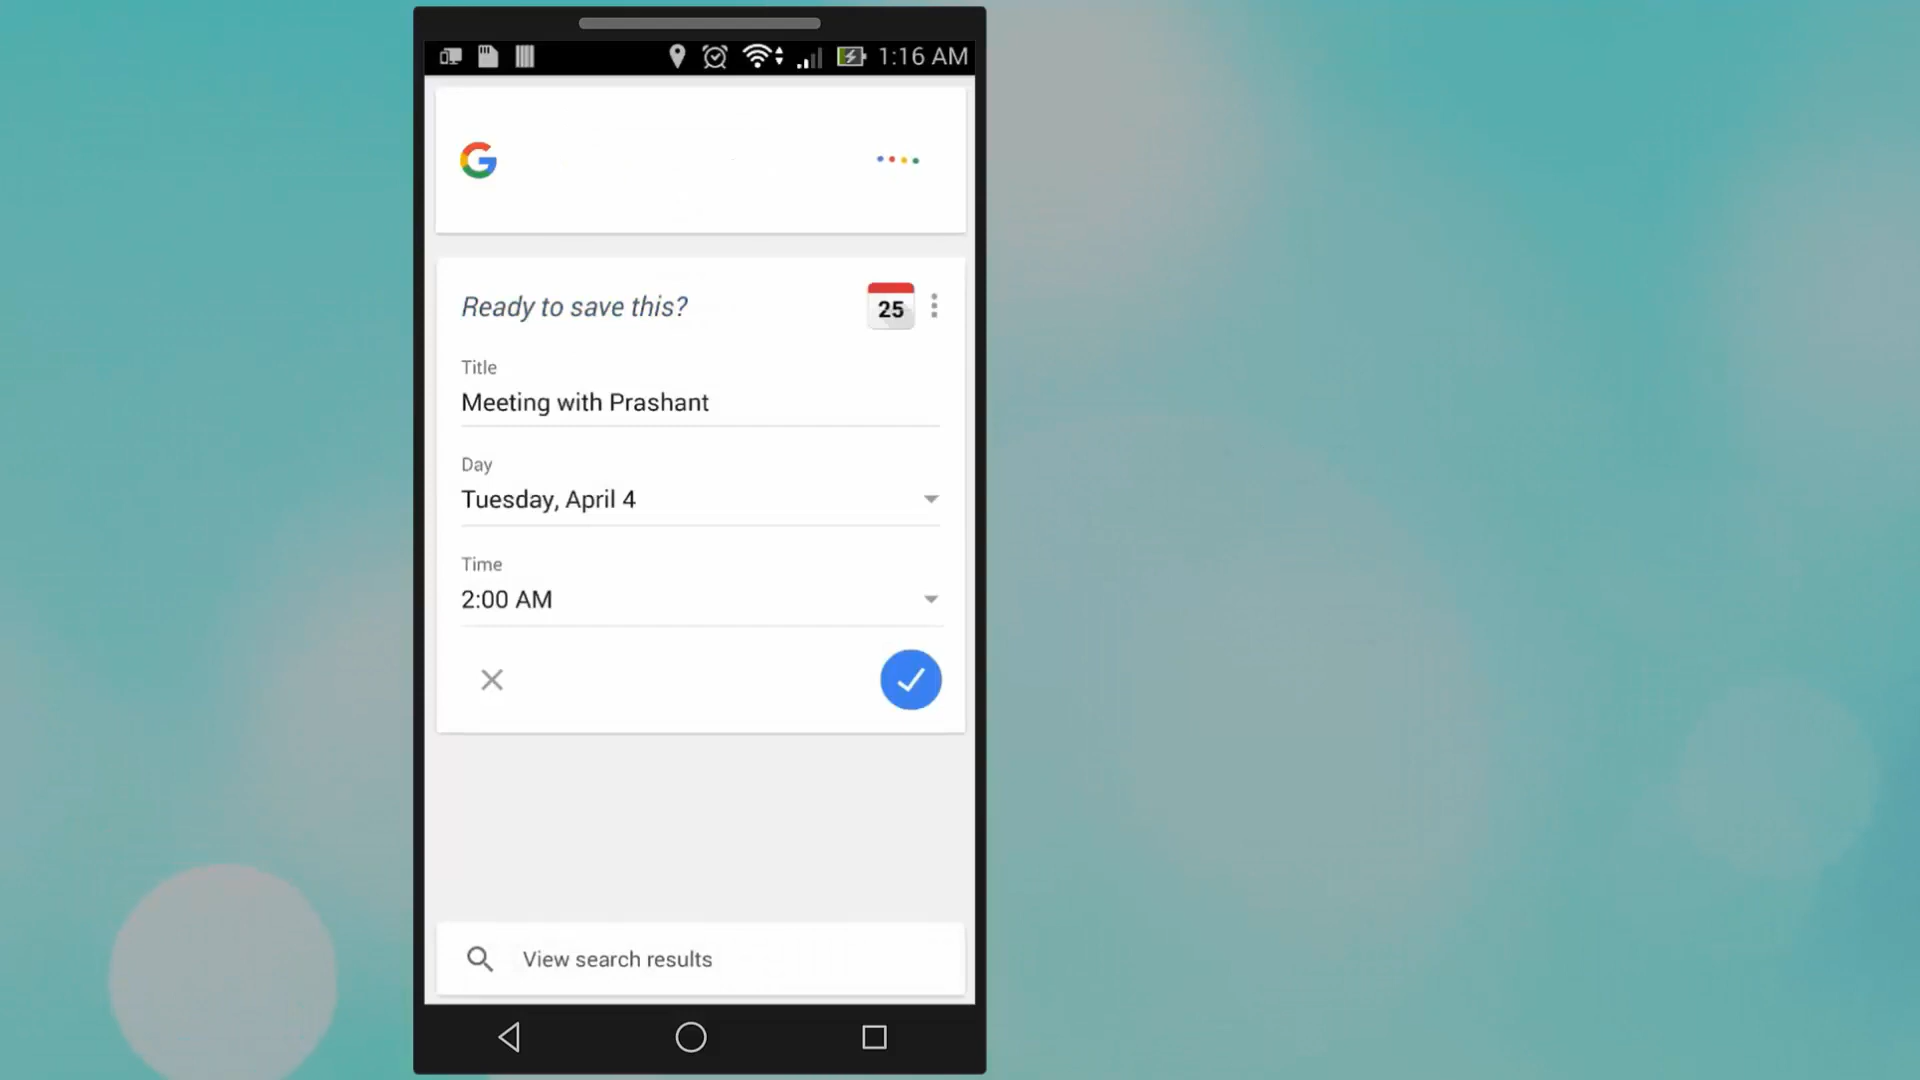 1:16 AM
Ready to save this?
25
Title
Meeting with Prashant
Day
Tuesday, April 4
Time
2:00 AM
View search results